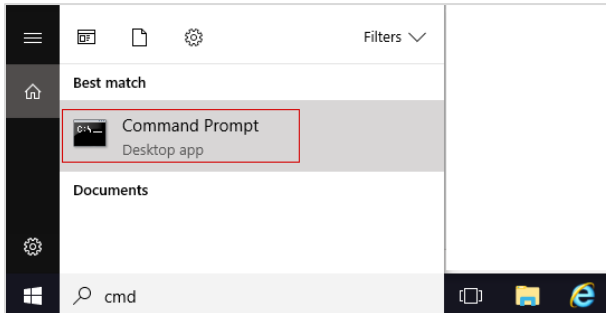 Filters
Best match
C:\_
Command Prompt
Desktop app
Documents
cmd